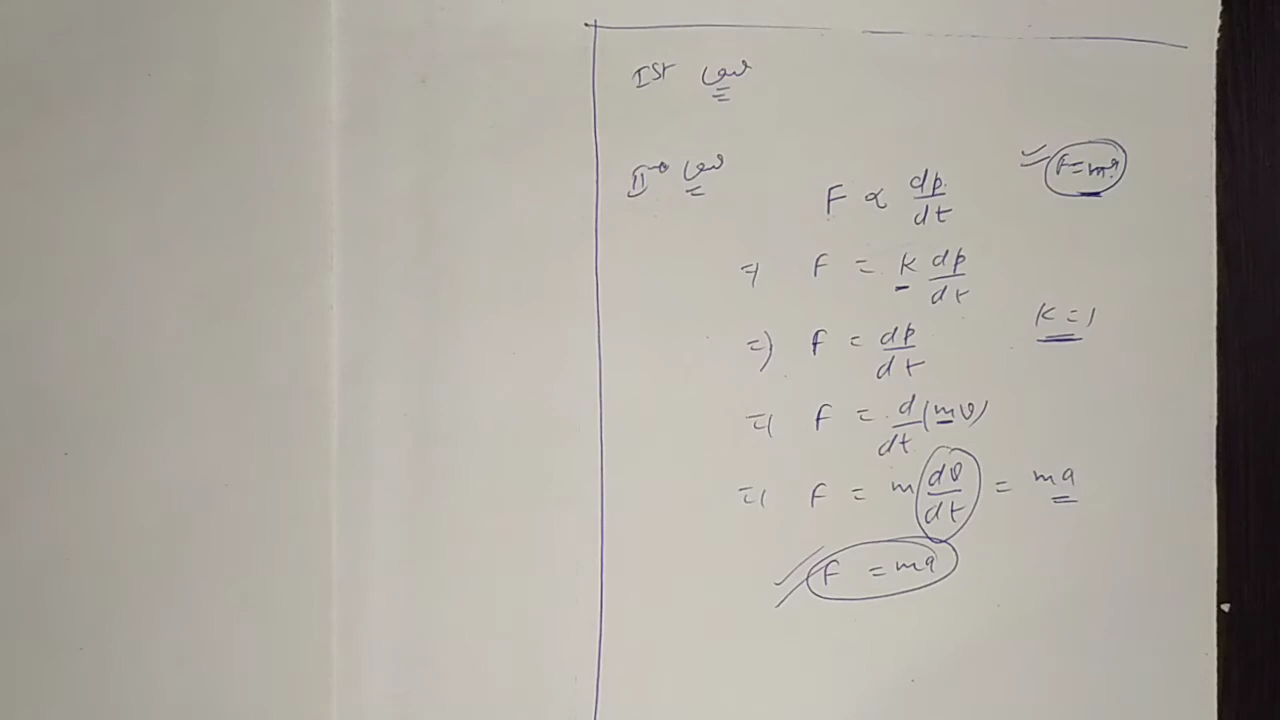 Ist Law
IInd Law
F = ma
F ∝ dp/dt
⇒ F = k dp/dt
⇒ F = dp/dt
k = 1
⇒ F = d/dt (mv)
⇒ F = m dv/dt = ma
F = ma